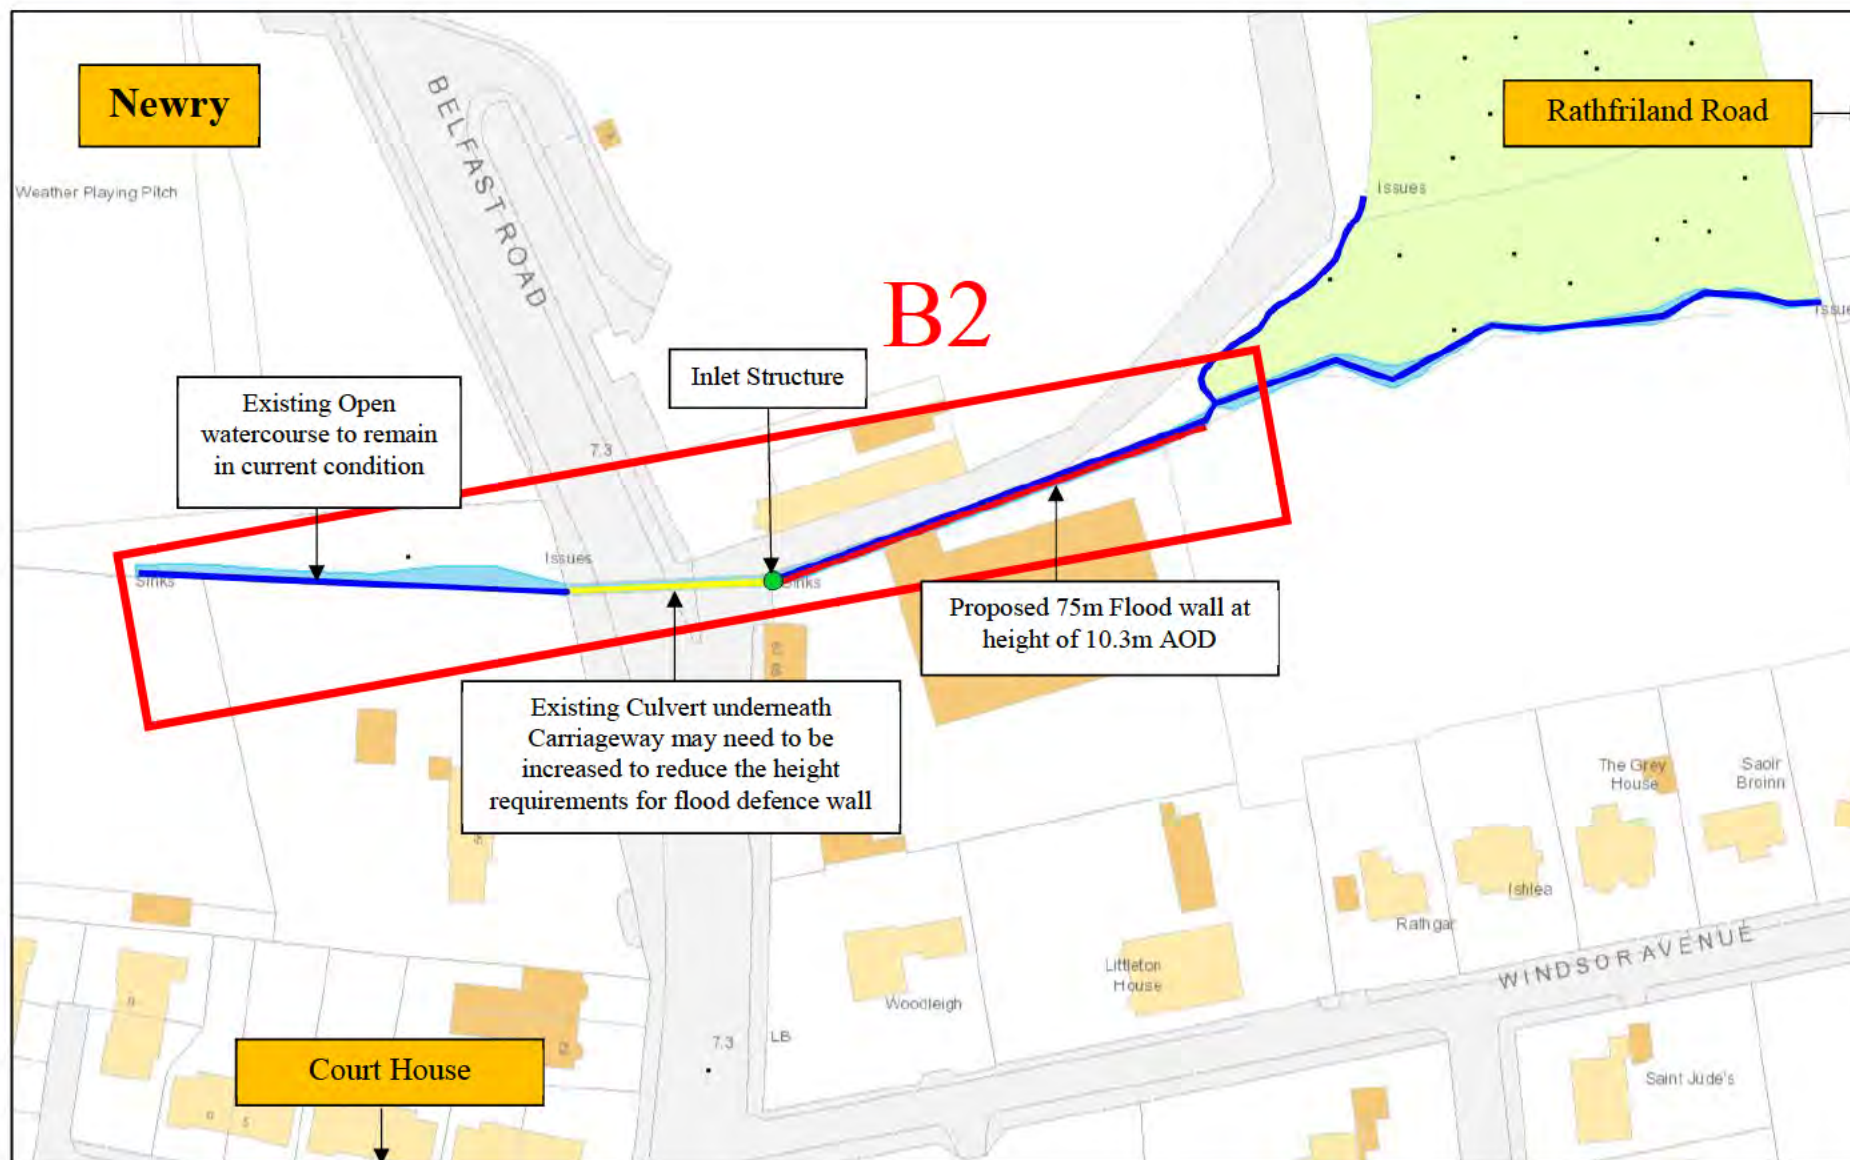 Newry
Rathfriland Road
Weather Playing Pitch
BELFAST ROAD
Issues
B2
Issue
Inlet Structure
Existing Open
watercourse to remain
in current condition
7.3
Issues
Sinks
Sinks
Proposed 75m Flood wall at
height of 10.3m AOD
Existing Culvert underneath
Carriageway may need to be
increased to reduce the height
requirements for flood defence wall
The Grey
House
Saoir
Broinn
Ishlea
Rathgar
WINDSOR AVENUE
Littleton
House
Woodleigh
7.3
LB
Court House
Saint Jude's
5